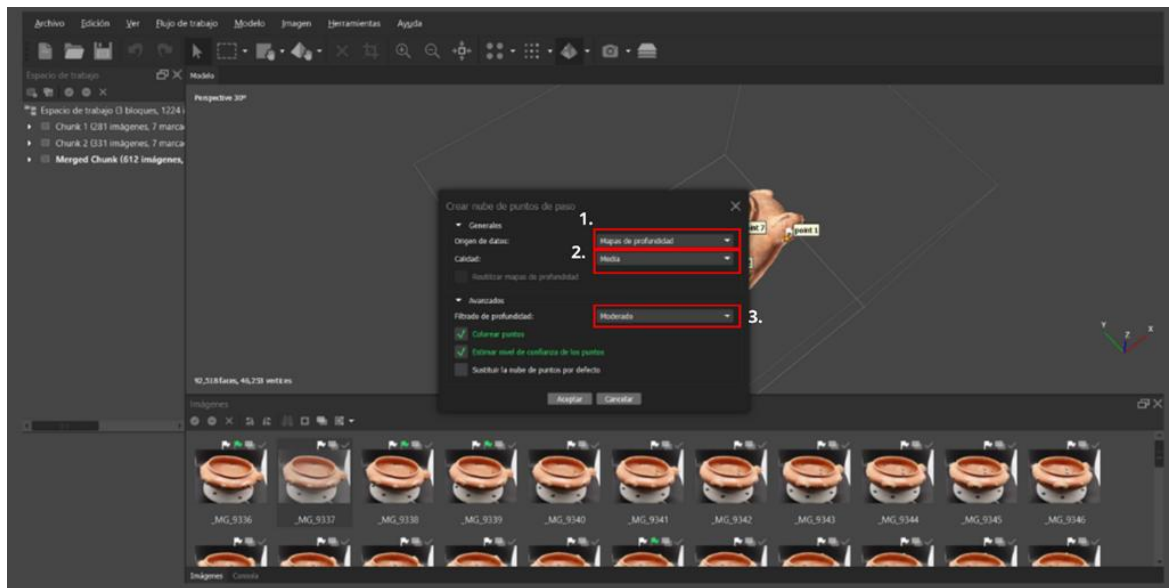 Archivo Edición Ver Flujo de trabajo Modelo Imagen Herramientas Ayuda
Espacio de trabajo
Modelo
Perspective 30°
Espacio de trabajo (3 bloques, 1224 i
Chunk 1 (281 imágenes, 7 marca
Chunk 2 (331 imágenes, 7 marca
Merged Chunk (612 imágenes,
Crear nube de puntos de paso
1.
Generales
Origen de datos: Mapas de profundidad
2.
Calidad: Media
Reutilizar mapas de profundidad
Avanzados
Filtrado de profundidad: Moderado
3.
Colorear puntos
Estimar nivel de confianza de los puntos
Sustituir la nube de puntos por defecto
Aceptar Cancelar
int 7
point 1
Y Z X
92,518 faces, 46,253 vertices
Imágenes
_MG_9336 _MG_9337 _MG_9338 _MG_9339 _MG_9340 _MG_9341 _MG_9342 _MG_9343 _MG_9344 _MG_9345 _MG_9346
Imágenes Consola